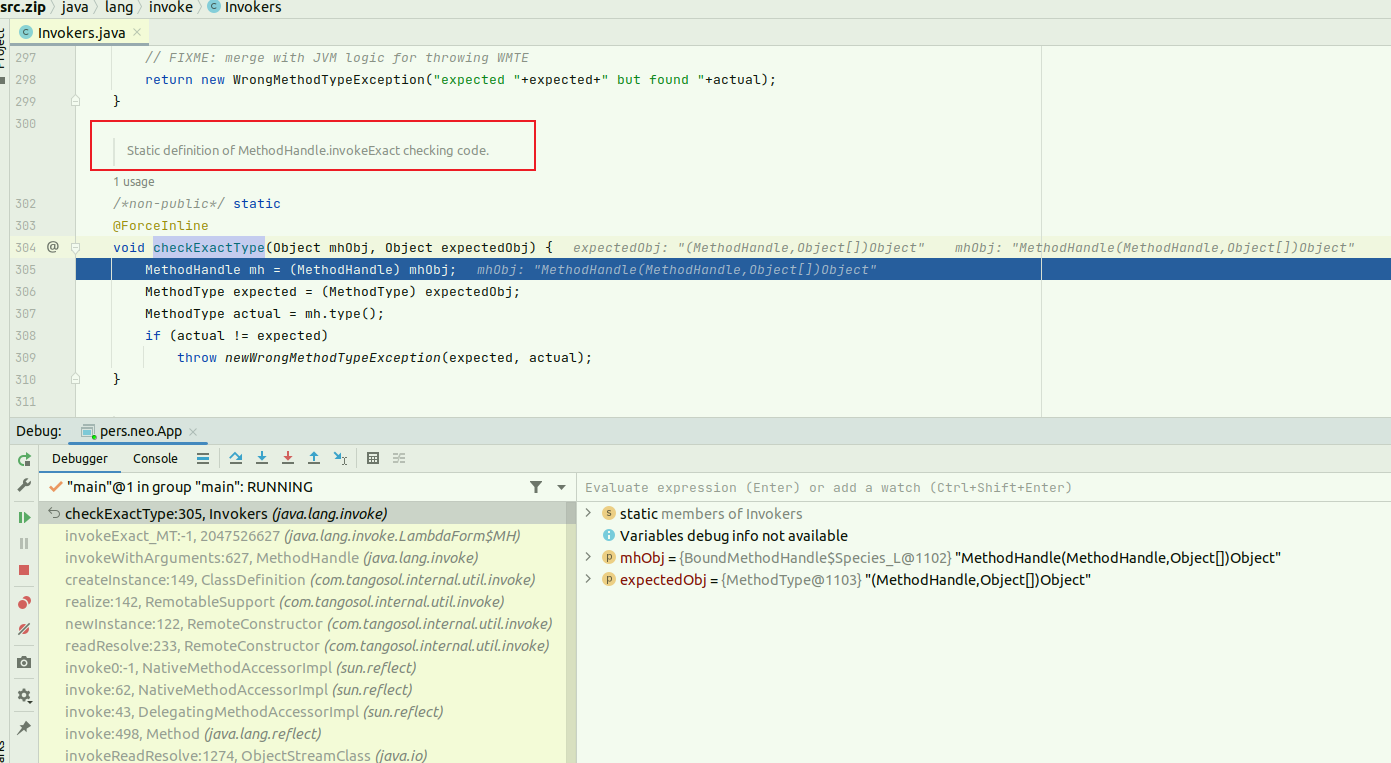 src.zip java lang invoke C Invokers
Project
C Invokers.java
297 // FIXME: merge with JVM logic for throwing WMTE
298 return new WrongMethodTypeException("expected "+expected+" but found "+actual);
299 }
300
Static definition of MethodHandle.invokeExact checking code.
1 usage
302 /*non-public*/ static
303 @ForceInline
304 @ void checkExactType(Object mhObj, Object expectedObj) { expectedObj: "(MethodHandle,Object[])Object" mhObj: "MethodHandle(MethodHandle,Object[])Object"
305 MethodHandle mh = (MethodHandle) mhObj; mhObj: "MethodHandle(MethodHandle,Object[])Object"
306 MethodType expected = (MethodType) expectedObj;
307 MethodType actual = mh.type();
308 if (actual != expected)
309 throw newWrongMethodTypeException(expected, actual);
310 }
311
Debug: pers.neo.App
Debugger Console
"main"@1 in group "main": RUNNING
Evaluate expression (Enter) or add a watch (Ctrl+Shift+Enter)
checkExactType:305, Invokers (java.lang.invoke)
invokeExact_MT:-1, 2047526627 (java.lang.invoke.LambdaForm$MH)
invokeWithArguments:627, MethodHandle (java.lang.invoke)
createInstance:149, ClassDefinition (com.tangosol.internal.util.invoke)
realize:142, RemotableSupport (com.tangosol.internal.util.invoke)
newInstance:122, RemoteConstructor (com.tangosol.internal.util.invoke)
readResolve:233, RemoteConstructor (com.tangosol.internal.util.invoke)
invoke0:-1, NativeMethodAccessorImpl (sun.reflect)
invoke:62, NativeMethodAccessorImpl (sun.reflect)
invoke:43, DelegatingMethodAccessorImpl (sun.reflect)
invoke:498, Method (java.lang.reflect)
invokeReadResolve:1274, ObjectStreamClass (java.io)
s static members of Invokers
Variables debug info not available
p mhObj = {BoundMethodHandle$Species_L@1102} "MethodHandle(MethodHandle,Object[])Object"
p expectedObj = {MethodType@1103} "(MethodHandle,Object[])Object"